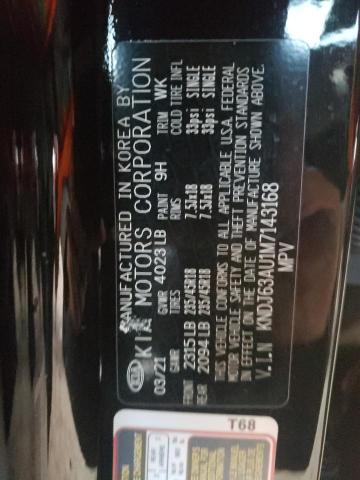 MANUFACTURED IN KOREA BY
KIA MOTORS CORPORATION
03/21 PAINT 9H TRIM WK
GVWR 4023 LB
GAWR TIRES RIMS COLD TIRE INFL
FRONT 2315 LB 235/45R18 7.5Jx18 33psi SINGLE
REAR 2094 LB 235/45R18 7.5Jx18 33psi SINGLE
THIS VEHICLE CONFORMS TO ALL APPLICABLE U.S.A. FEDERAL
MOTOR VEHICLE SAFETY AND THEFT PREVENTION STANDARDS
IN EFFECT ON THE DATE OF MANUFACTURE SHOWN ABOVE.
V.I.N KNDJ63AU1M7143168
MPV
KIA
T68